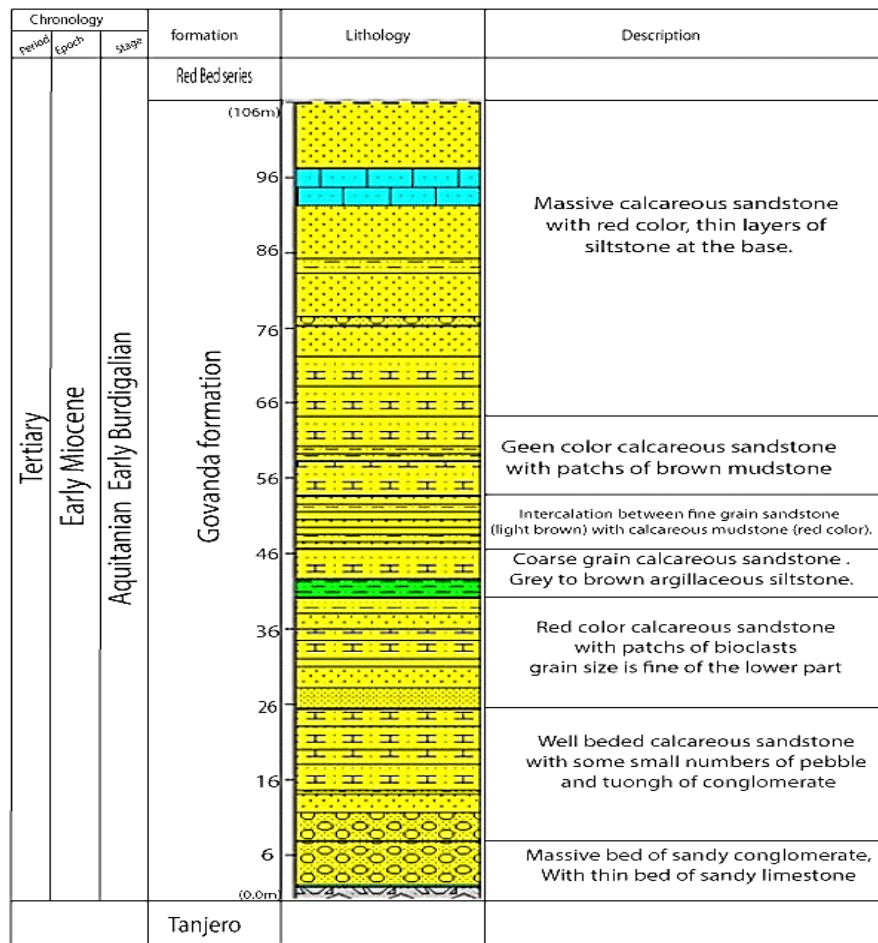 Chronology
Period
Epoch
Stage
formation
Lithology
Description
Red Bed series
Tertiary
Early Miocene
Aquitanian Early Burdigalian
Govanda formation
(106m)
96
86
76
66
56
46
36
26
16
6
(0.0m)
Massive calcareous sandstone
with red color, thin layers of
siltstone at the base.
Geen color calcareous sandstone
with patchs of brown mudstone
Intercalation between fine grain sandstone
(light brown) with calcareous mudstone (red color).
Coarse grain calcareous sandstone .
Grey to brown argillaceous siltstone.
Red color calcareous sandstone
with patchs of bioclasts
grain size is fine of the lower part
Well beded calcareous sandstone
with some small numbers of pebble
and tuongh of conglomerate
Massive bed of sandy conglomerate,
With thin bed of sandy limestone
Tanjero